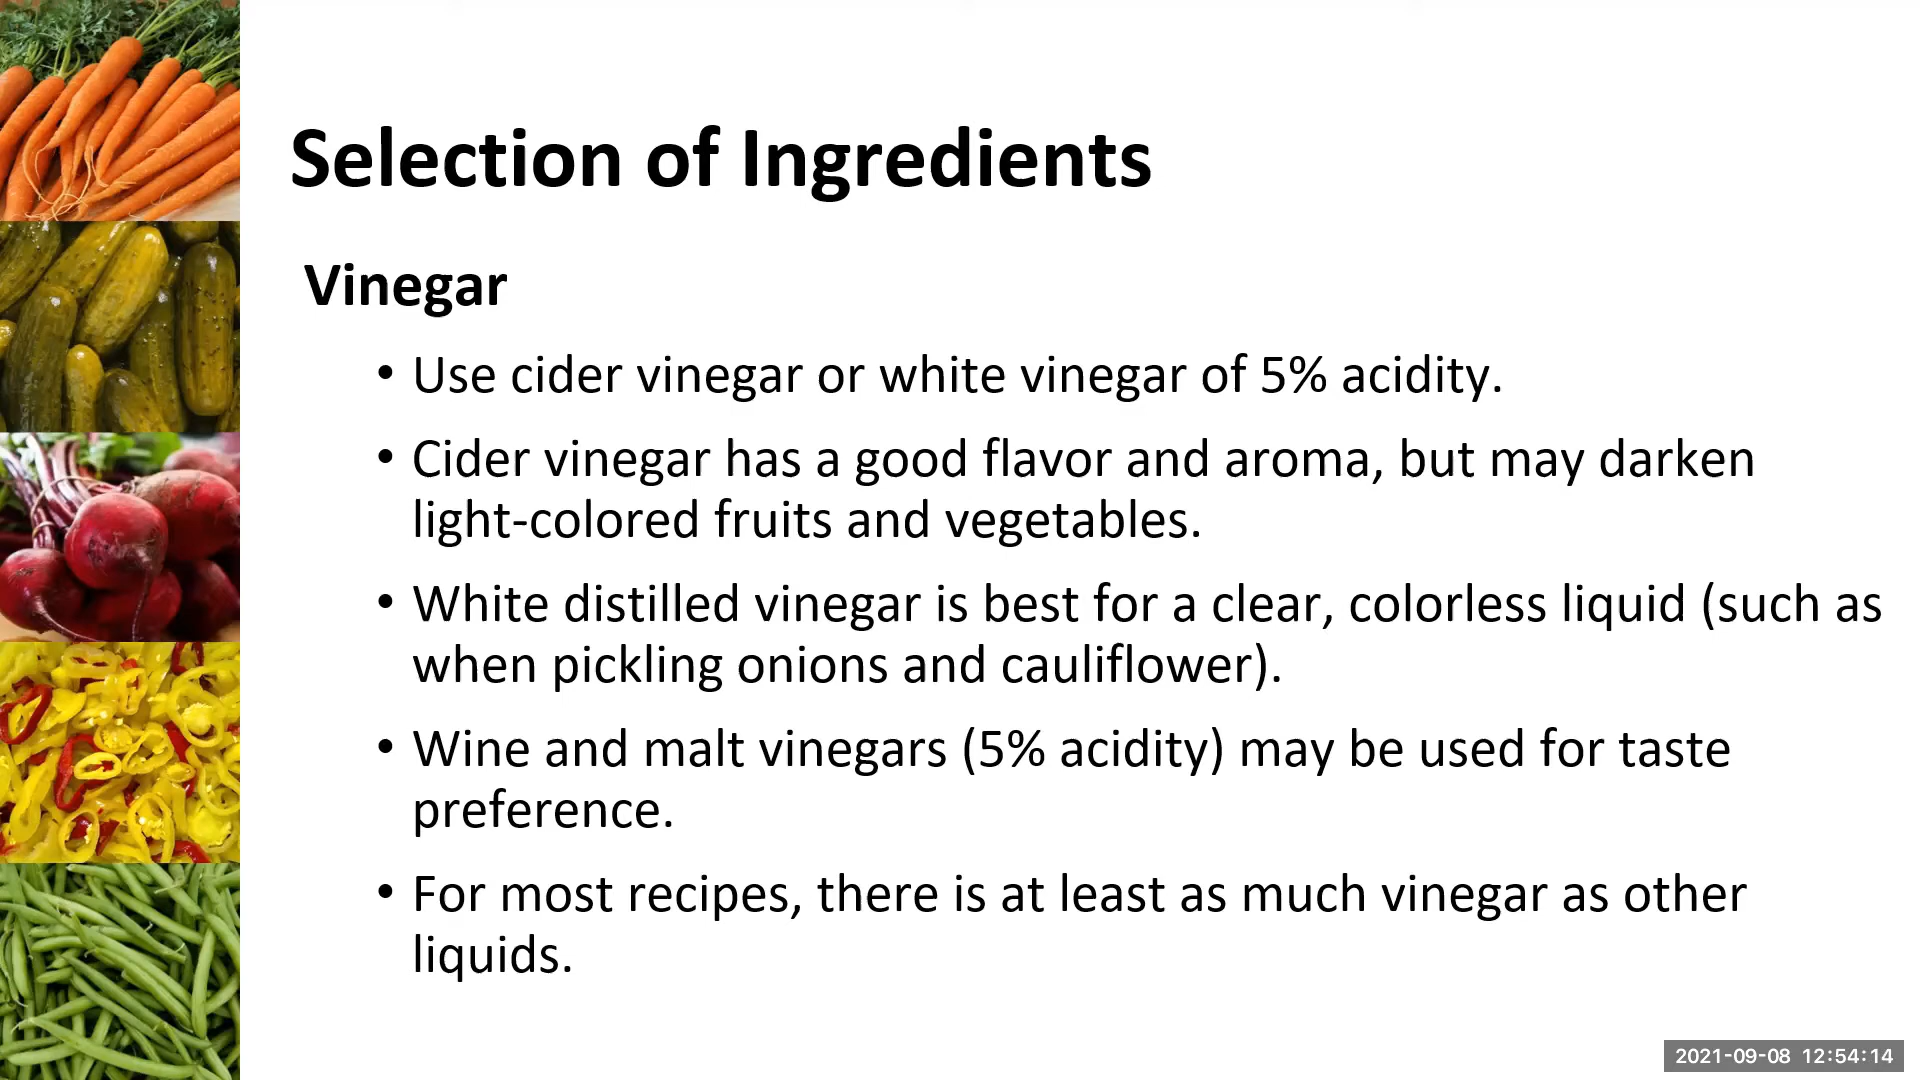 Selection of Ingredients
Vinegar
• Use cider vinegar or white vinegar of 5% acidity.
• Cider vinegar has a good flavor and aroma, but may darken
light-colored fruits and vegetables.
• White distilled vinegar is best for a clear, colorless liquid (such as
when pickling onions and cauliflower).
• Wine and malt vinegars (5% acidity) may be used for taste
preference.
• For most recipes, there is at least as much vinegar as other
liquids.
2021-09-08 12:54:14